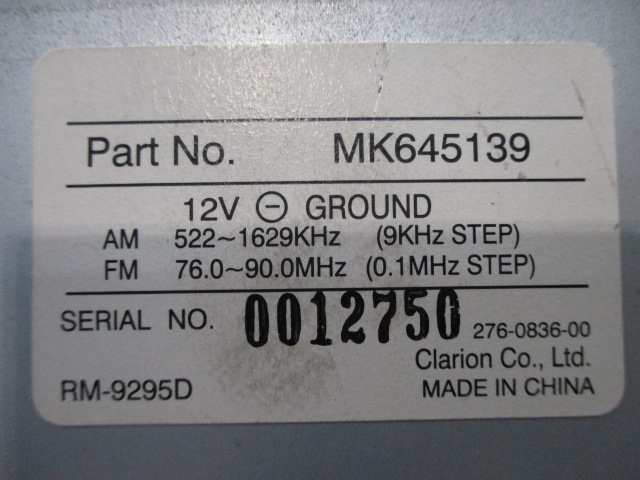 Part No. MK645139
12V ⊖ GROUND
AM 522~1629KHz (9KHz STEP)
FM 76.0~90.0MHz (0.1MHz STEP)
SERIAL NO. 0012750 276-0836-00
Clarion Co., Ltd.
RM-9295D MADE IN CHINA